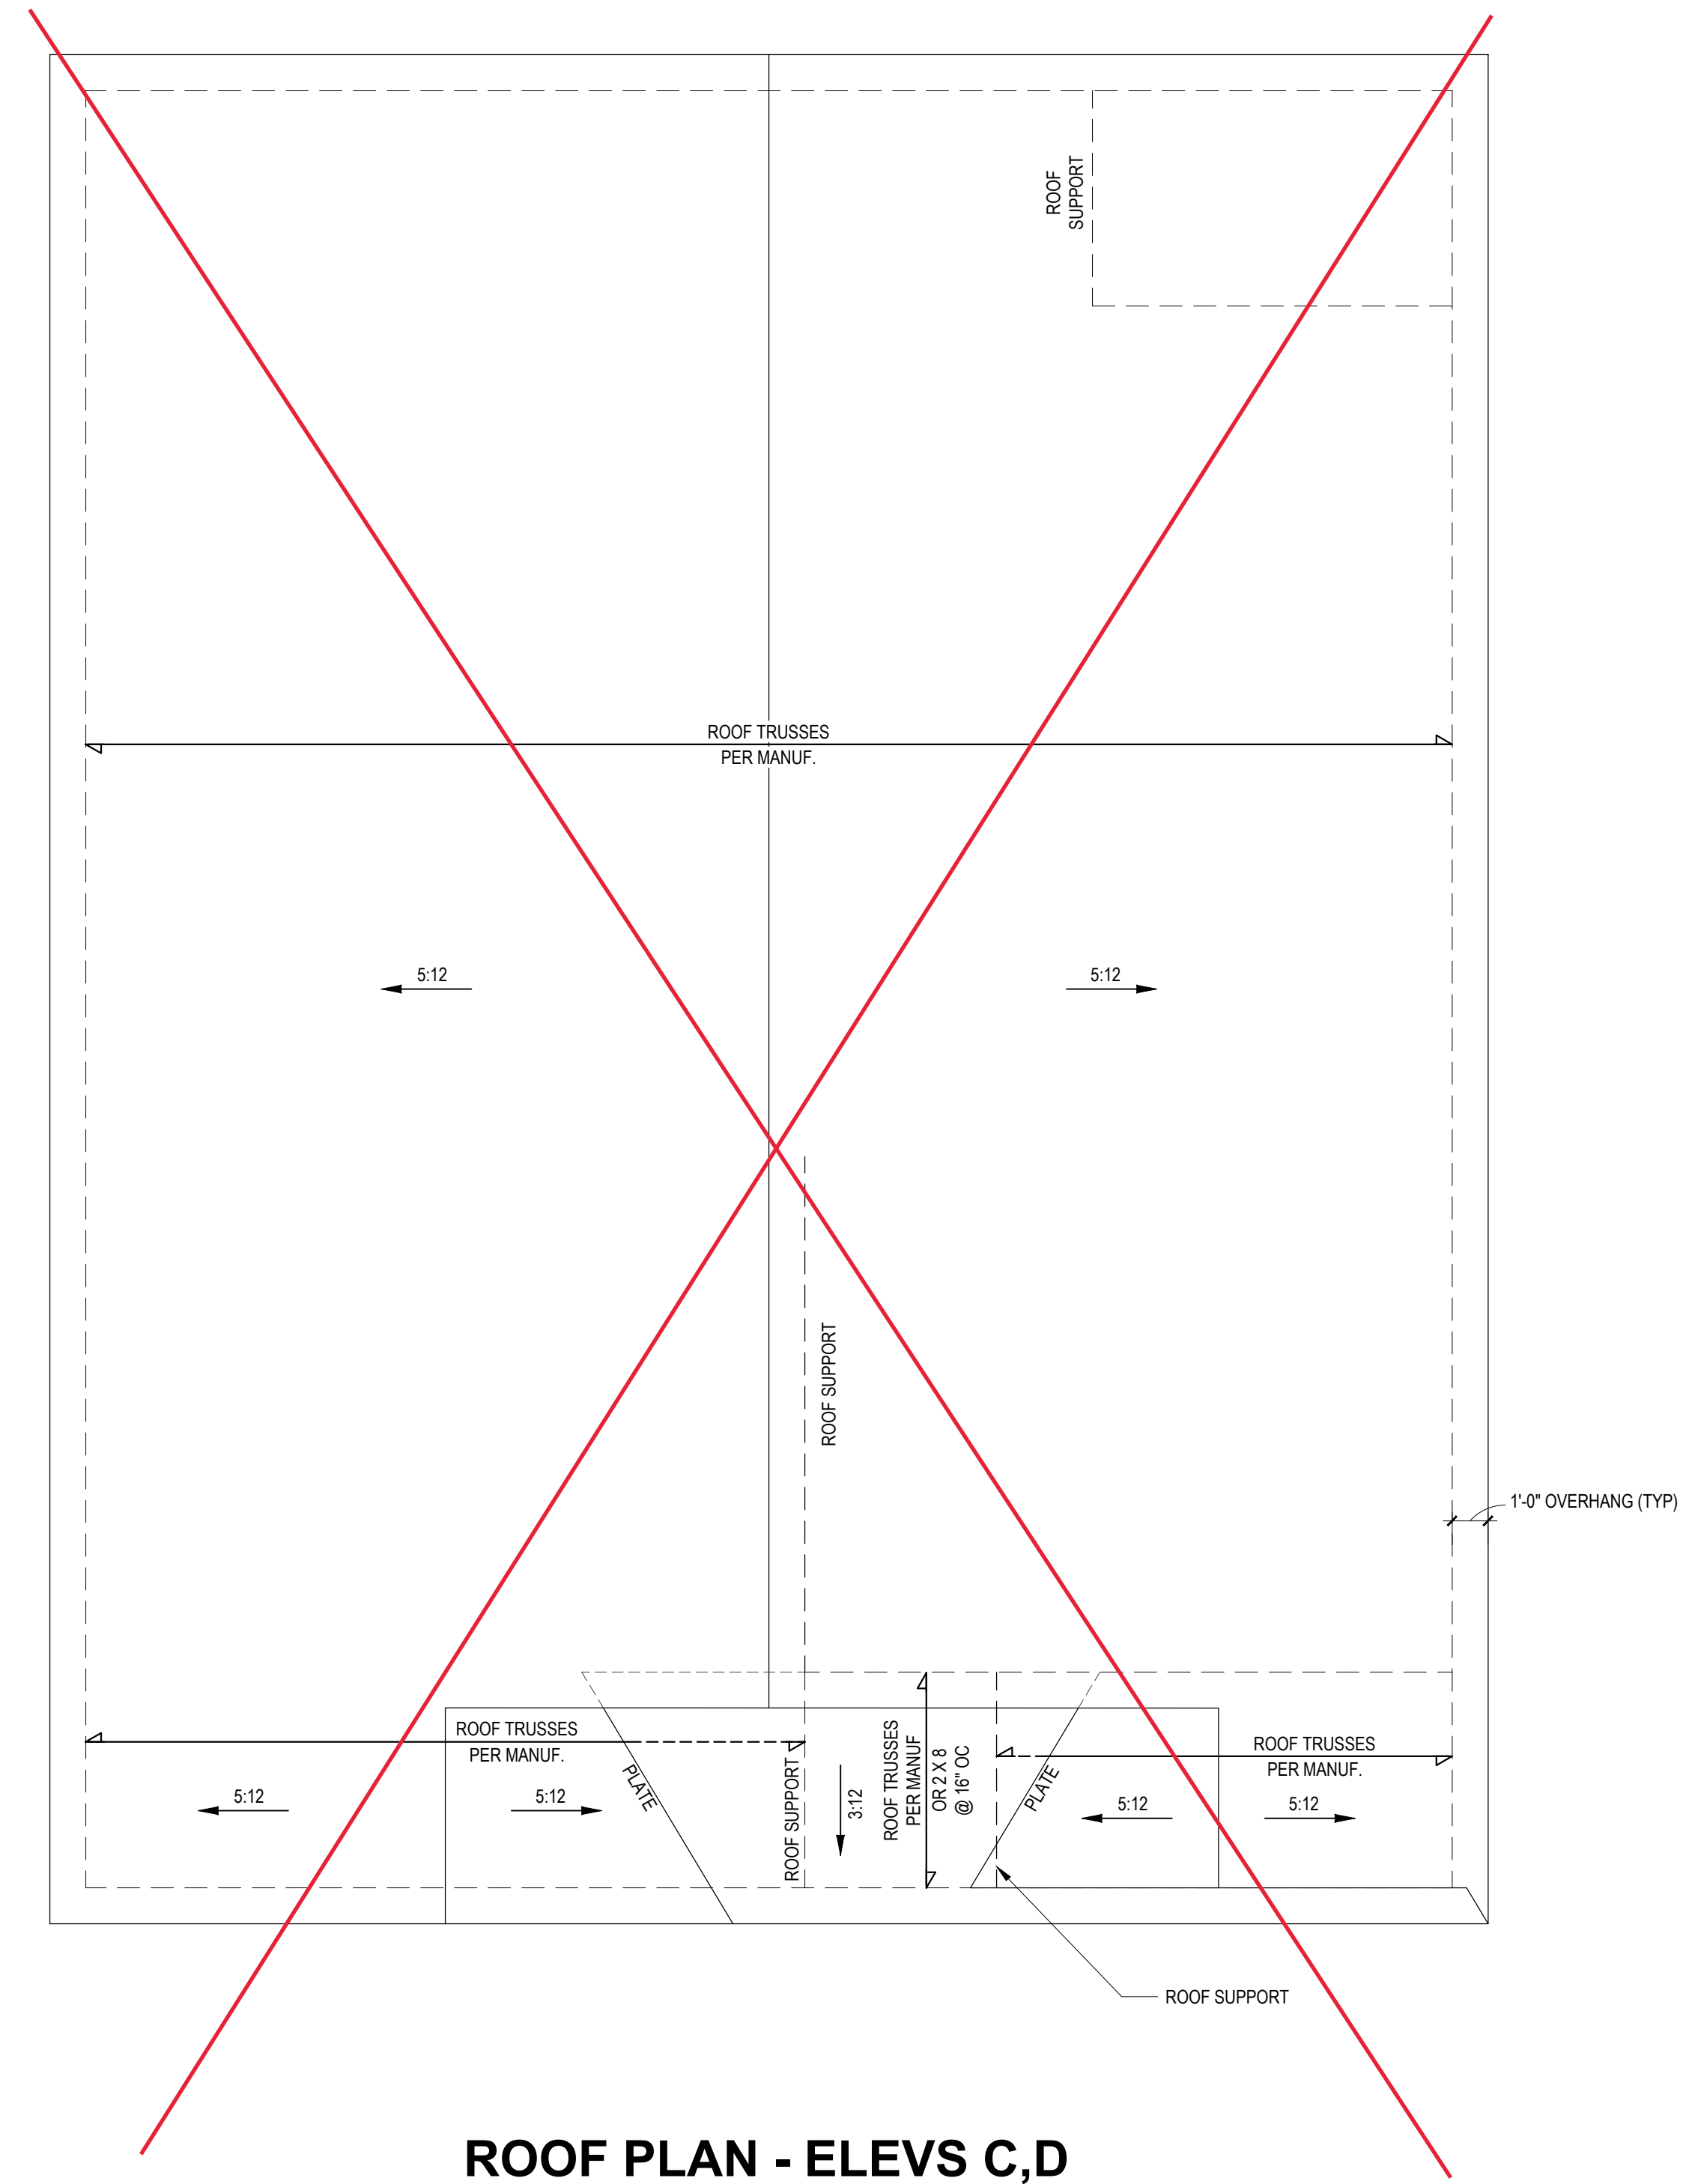 ROOF
SUPPORT
ROOF TRUSSES
PER MANUF.
5:12
5:12
ROOF SUPPORT
1'-0" OVERHANG (TYP)
ROOF TRUSSES
PER MANUF.
5:12
5:12
PLATE
ROOF SUPPORT
3:12
ROOF TRUSSES
PER MANUF
OR 2 X 8
@ 16" OC
PLATE
ROOF TRUSSES
PER MANUF.
5:12
5:12
ROOF SUPPORT
ROOF PLAN - ELEVS C,D